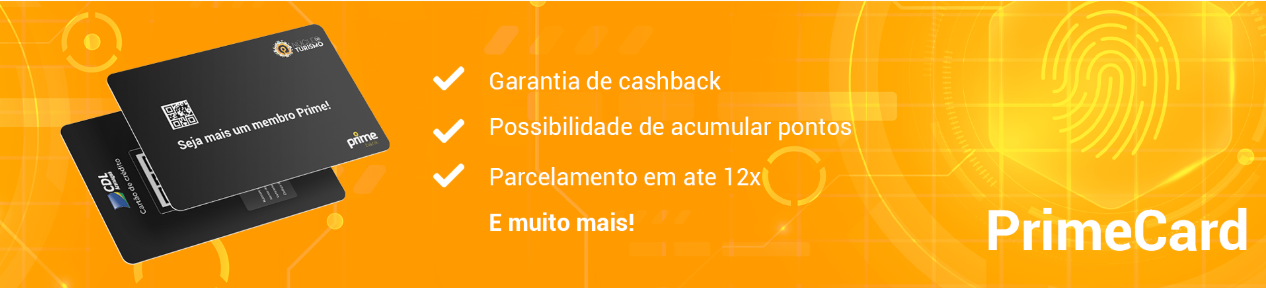 TURISMO
Seja mais um membro Prime!
prime
Cartão de crédito
CDL
Garantia de cashback
Possibilidade de acumular pontos
Parcelamento em ate 12x
E muito mais!
PrimeCard